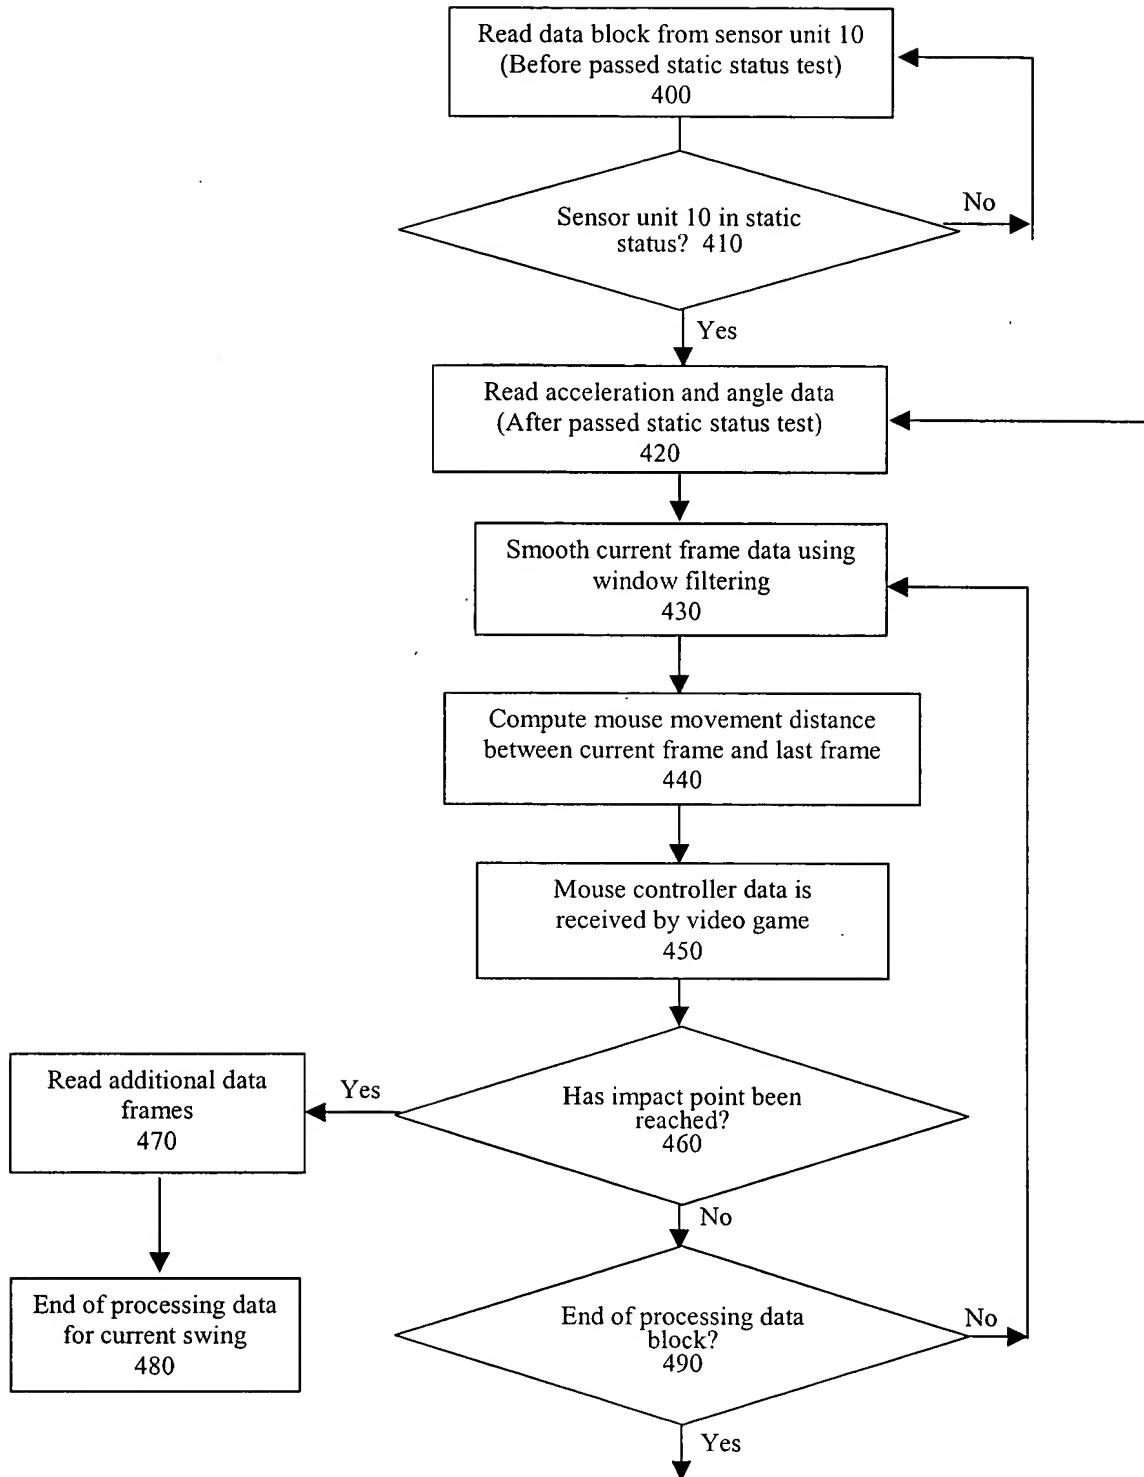 Read data block from sensor unit 10
(Before passed static status test)
400
No
Sensor unit 10 in static
status?  410
Yes
Read acceleration and angle data
(After passed static status test)
420
Smooth current frame data using
window filtering
430
Compute mouse movement distance
between current frame and last frame
440
Mouse controller data is
received by video game
450
Has impact point been
reached?
460
Yes
Read additional data
frames
470
No
End of processing data
for current swing
480
End of processing data
block?
490
No
Yes